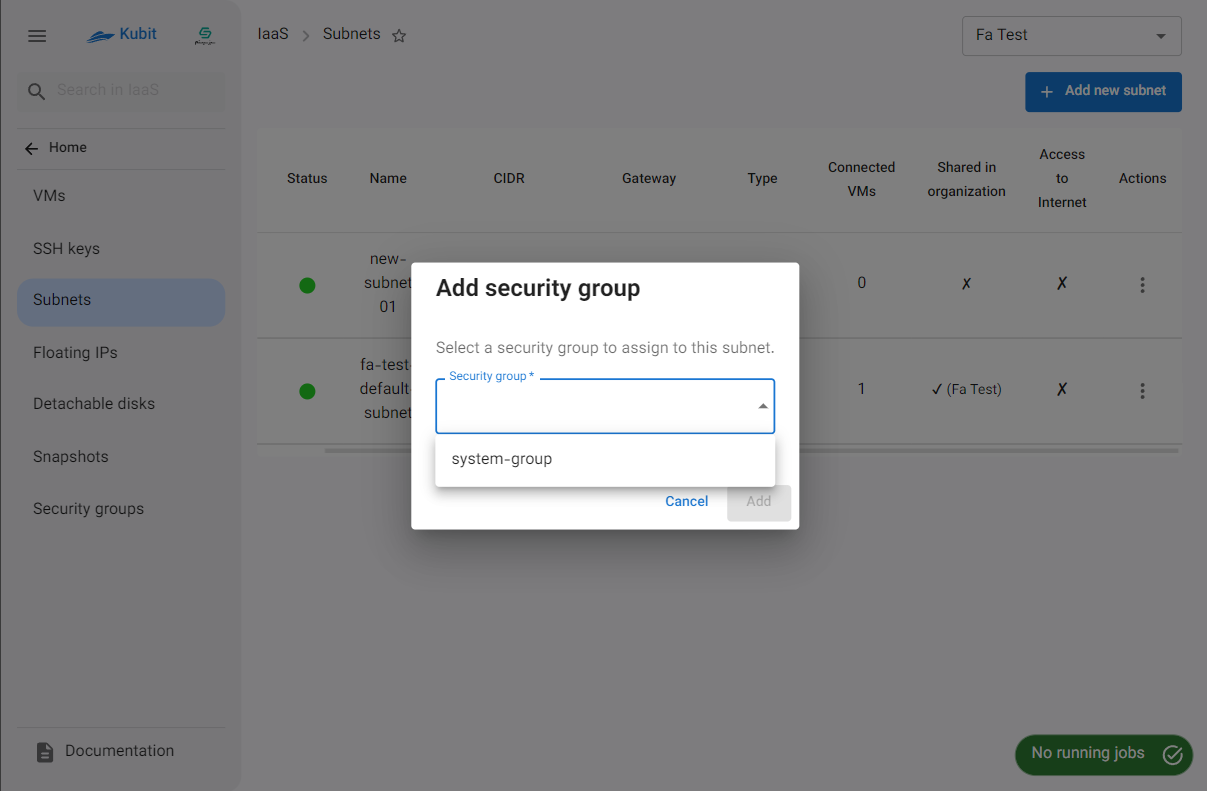 Kubit
IaaS
Subnets
Fa Test
Search in IaaS
Add new subnet
Home
VMs
SSH keys
Subnets
Floating IPs
Detachable disks
Snapshots
Security groups
Documentation
Status
Name
CIDR
Gateway
Type
Connected
VMs
Shared in
organization
Access
to
Internet
Actions
new-
subnet
01
0
✗
✗
fa-test-
default
subnet
1
✓ (Fa Test)
✗
Add security group
Select a security group to assign to this subnet.
Security group *
system-group
Cancel
Add
No running jobs